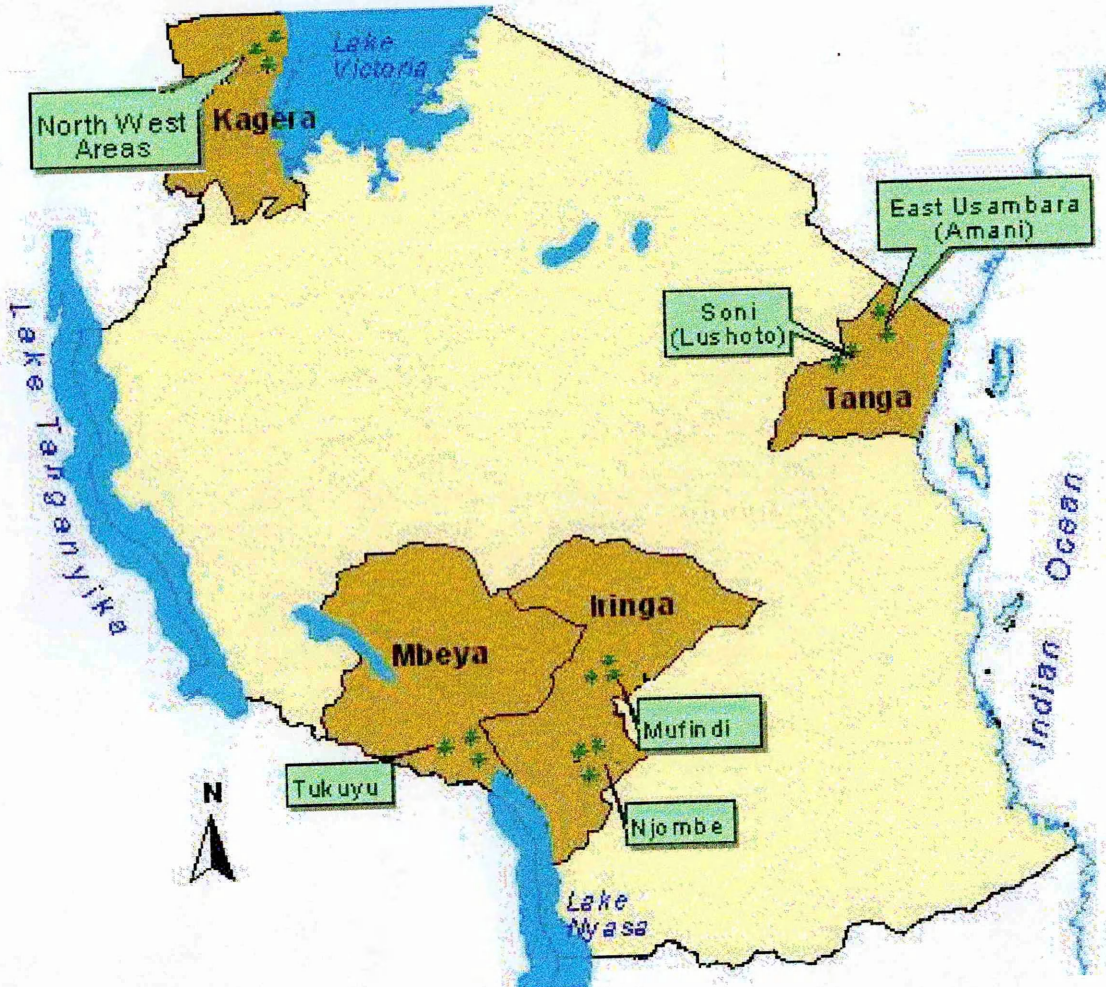 Lake
Victoria
North West
Areas
Kagera
East Usambara
(Amani)
Soni
(Lushoto)
Tanga
Lake Tanganyika
Indian Ocean
Iringa
Mbeya
Mufindi
Tukuyu
Njombe
N
Lake
Nyasa